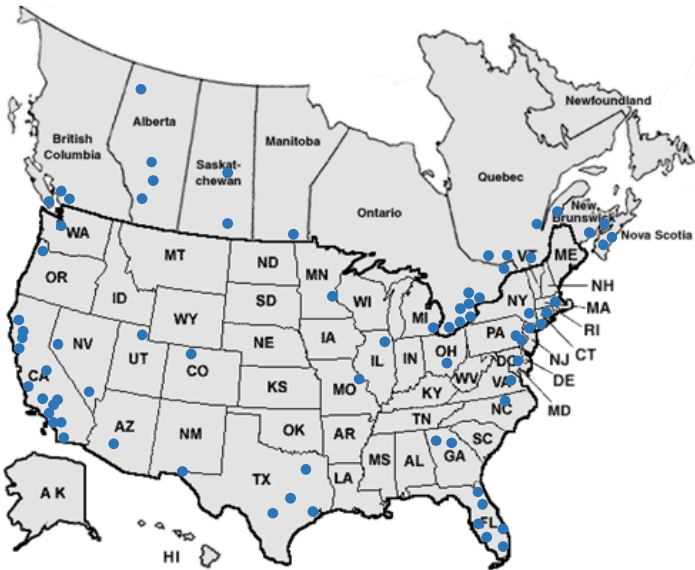 Newfoundland
Alberta
British
Columbia
Manitoba
Saskat-
chewan
Quebec
Ontario
New
Brunswick
Nova Scotia
WA
MT
ND
MN
VT
ME
OR
ID
SD
WI
MI
NY
NH
MA
RI
CT
WY
NE
IA
PA
NJ
NV
UT
CO
IL
IN
OH
DC
DE
MD
CA
KS
MO
WV
VA
KY
NC
TN
AZ
NM
OK
AR
SC
MS
AL
GA
TX
LA
FL
AK
HI